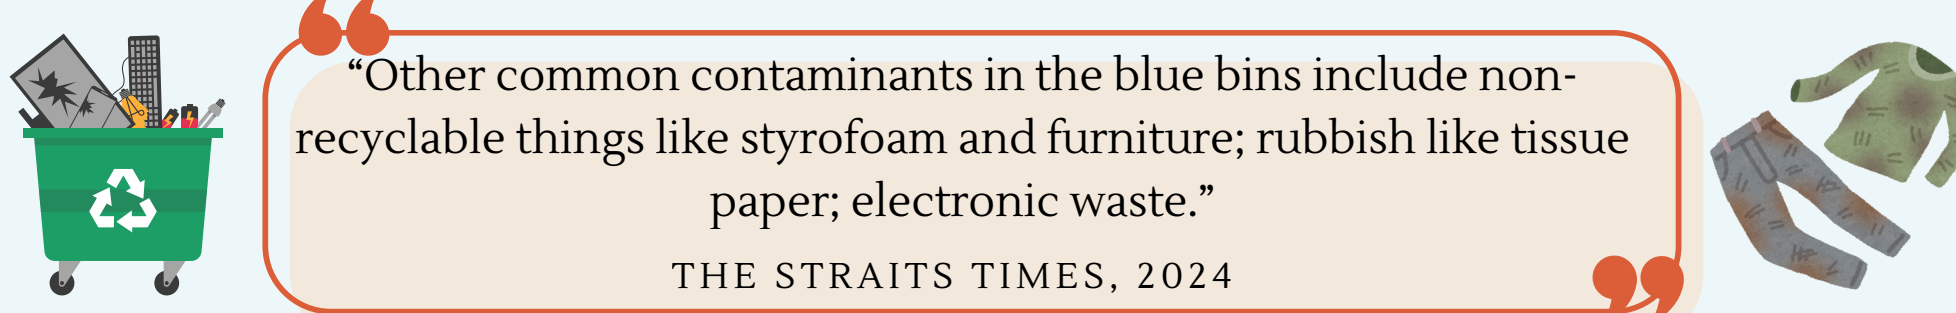 “Other common contaminants in the blue bins include non-
recyclable things like styrofoam and furniture; rubbish like tissue
paper; electronic waste.”
THE STRAITS TIMES, 2024